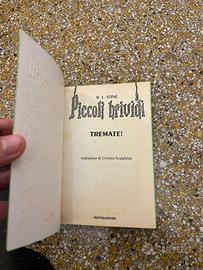 R. L. STINE
Piccoli brividi
TREMATE!
traduzione di Cristina Scalabrini
MONDADORI